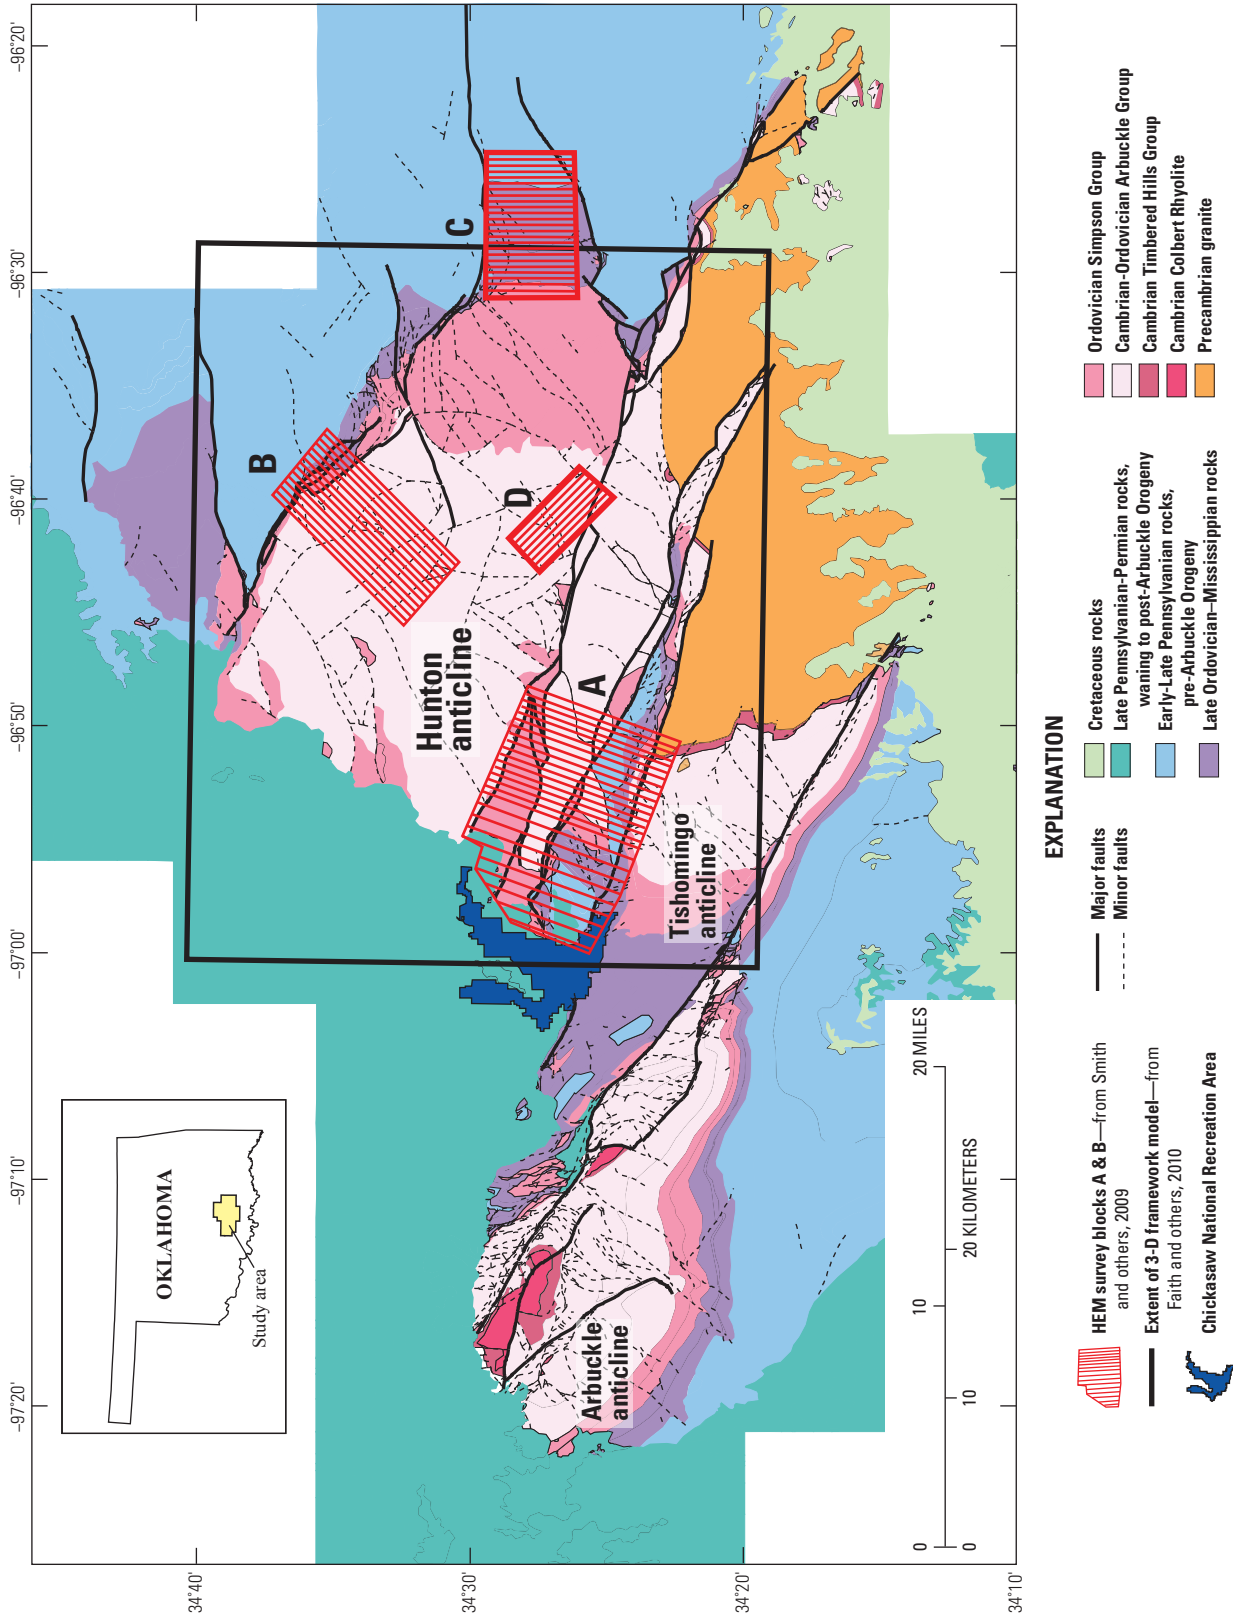 −97°20'
−97°10'
−97°00'
−96°50'
−96°40'
−96°30'
−96°20'
34°40'
34°30'
34°20'
34°10'
OKLAHOMA
Study area
B
C
D
A
Hunton
anticline
Tishomingo
anticline
Arbuckle
anticline
0
10
20 MILES
0
10
20 KILOMETERS
EXPLANATION
HEM survey blocks A & B—from Smith
and others, 2009
Extent of 3-D framework model—from
Faith and others, 2010
Chickasaw National Recreation Area
Major faults
Minor faults
Cretaceous rocks
Late Pennsylvanian-Permian rocks,
waning to post-Arbuckle Orogeny
Early-Late Pennsylvanian rocks,
pre-Arbuckle Orogeny
Late Ordovician–Mississippian rocks
Ordovician Simpson Group
Cambrian-Ordovician Arbuckle Group
Cambrian Timbered Hills Group
Cambrian Colbert Rhyolite
Precambrian granite